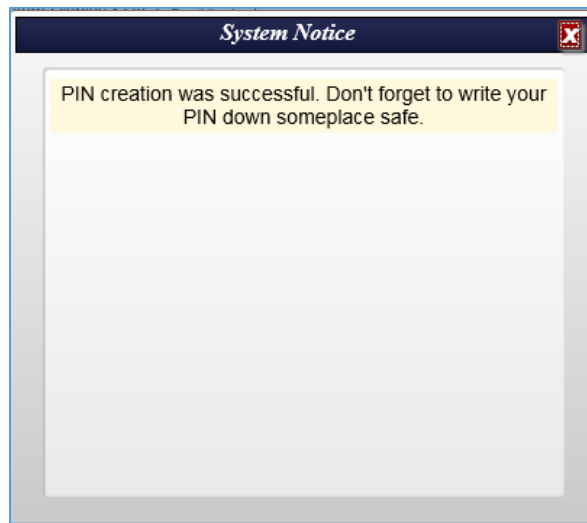 System Notice
PIN creation was successful. Don't forget to write your
PIN down someplace safe.